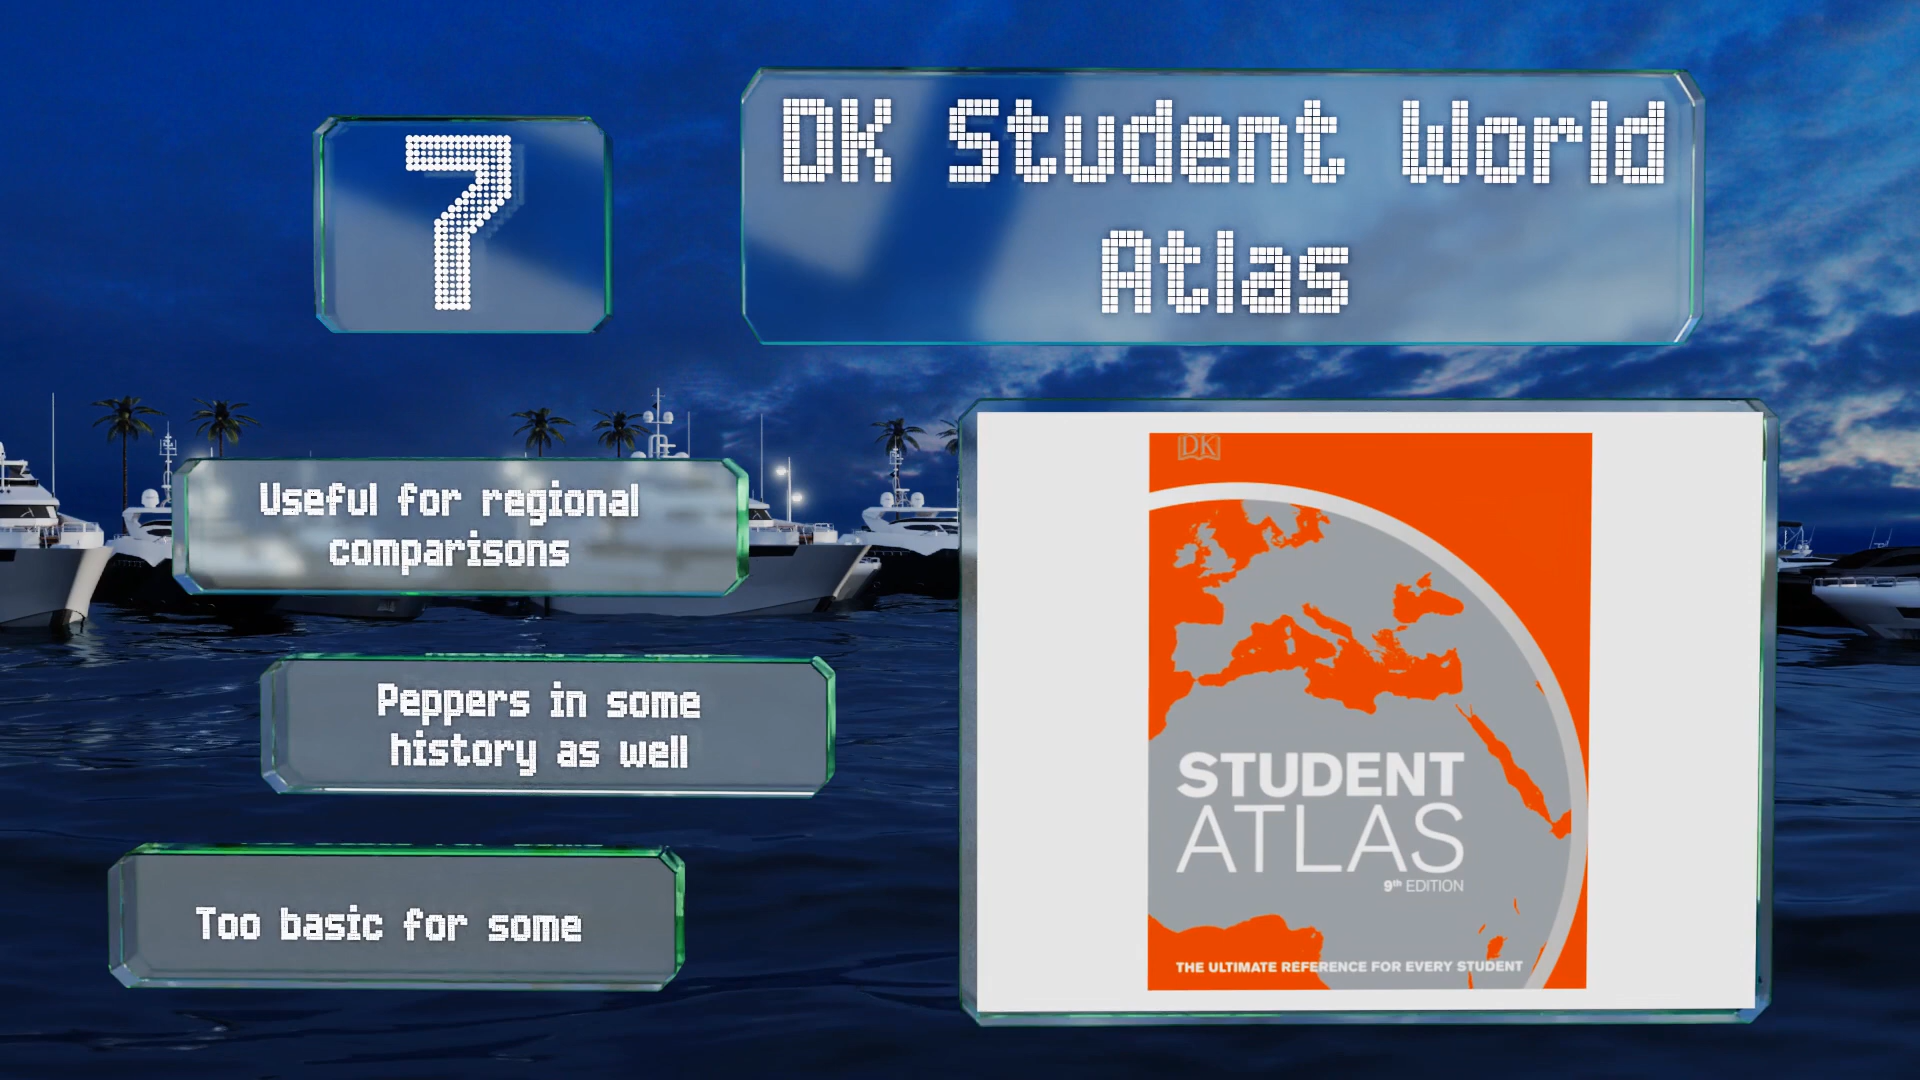 7
DK Student World
Atlas
Useful for regional
comparisons
Peppers in some
history as well
Too basic for some
DK
STUDENT
ATLAS
9th EDITION
THE ULTIMATE REFERENCE FOR EVERY STUDENT